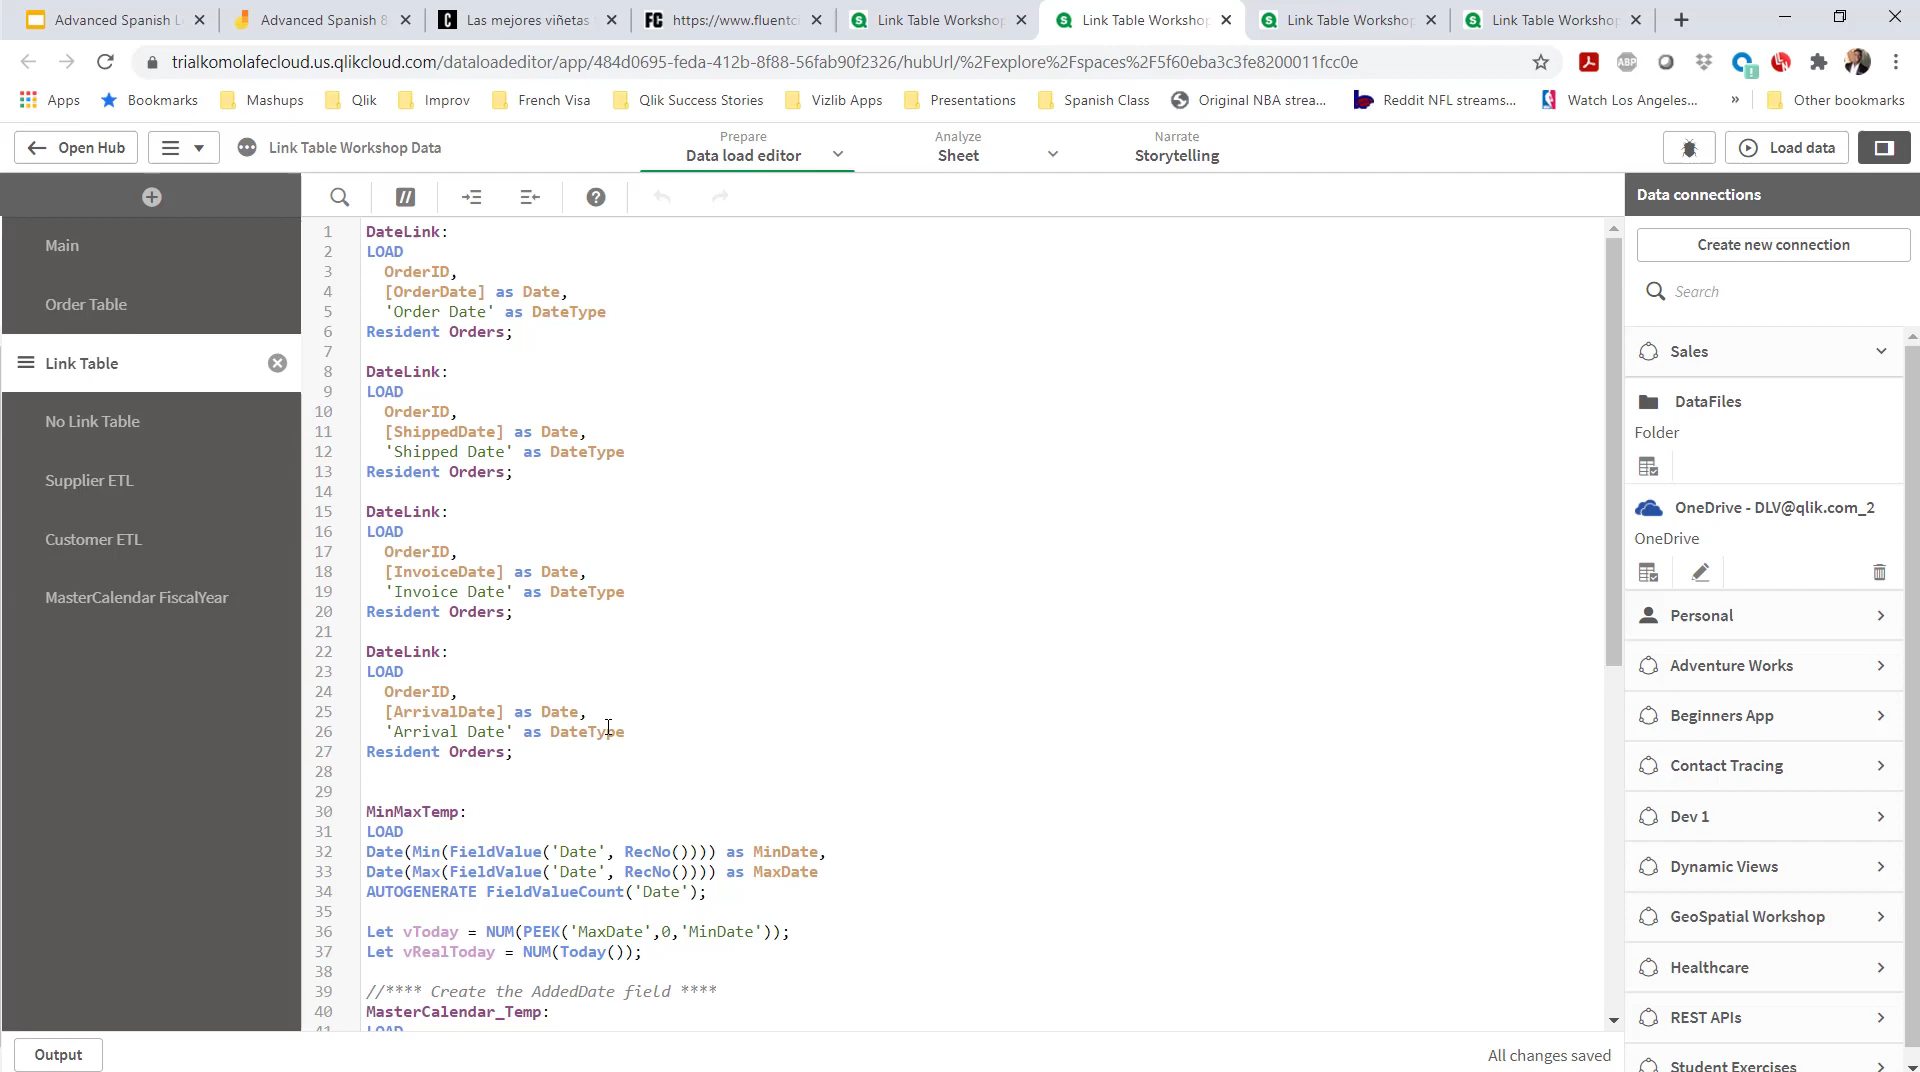 Advanced Spanish L
Advanced Spanish 8
Las mejores viñetas
https://www.fluentc
Link Table Workshop
Link Table Workshop
Link Table Workshop
Link Table Workshop
trialkomolafecloud.us.qlikcloud.com/dataloadeditor/app/484d0695-feda-412b-8f88-56fab90f2326/hubUrl/%2Fexplore%2Fspaces%2F5f60eba3c3fe8200011fcc0e
Apps
Bookmarks
Mashups
Qlik
Improv
French Visa
Qlik Success Stories
Vizlib Apps
Presentations
Spanish Class
Original NBA strea...
Reddit NFL streams...
Watch Los Angeles...
»
Other bookmarks
Open Hub
Link Table Workshop Data
Prepare
Data load editor
Analyze
Sheet
Narrate
Storytelling
Load data
Main
Order Table
Link Table
No Link Table
Supplier ETL
Customer ETL
MasterCalendar FiscalYear
1 DateLink:
2 LOAD
3 OrderID,
4 [OrderDate] as Date,
5 'Order Date' as DateType
6 Resident Orders;
7
8 DateLink:
9 LOAD
10 OrderID,
11 [ShippedDate] as Date,
12 'Shipped Date' as DateType
13 Resident Orders;
14
15 DateLink:
16 LOAD
17 OrderID,
18 [InvoiceDate] as Date,
19 'Invoice Date' as DateType
20 Resident Orders;
21
22 DateLink:
23 LOAD
24 OrderID,
25 [ArrivalDate] as Date,
26 'Arrival Date' as DateType
27 Resident Orders;
28
29
30 MinMaxTemp:
31 LOAD
32 Date(Min(FieldValue('Date', RecNo()))) as MinDate,
33 Date(Max(FieldValue('Date', RecNo()))) as MaxDate
34 AUTOGENERATE FieldValueCount('Date');
35
36 Let vToday = NUM(PEEK('MaxDate',0,'MinDate'));
37 Let vRealToday = NUM(Today());
38
39 //**** Create the AddedDate field ****
40 MasterCalendar_Temp:
41 LOAD
Data connections
Create new connection
Search
Sales
DataFiles
Folder
OneDrive - DLV@qlik.com_2
OneDrive
Personal
Adventure Works
Beginners App
Contact Tracing
Dev 1
Dynamic Views
GeoSpatial Workshop
Healthcare
REST APIs
Student Exercises
Output
All changes saved